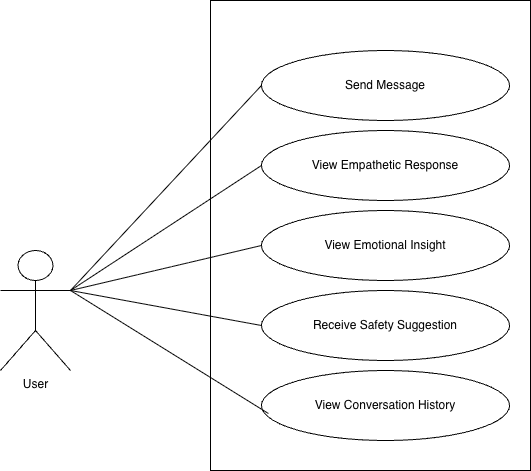 Send Message
View Empathetic Response
View Emotional Insight
Receive Safety Suggestion
User
View Conversation History